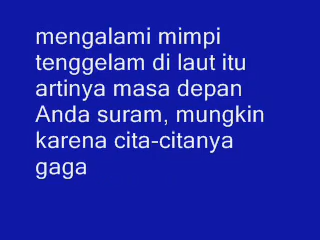 mengalami mimpi
tenggelam di laut itu
artinya masa depan
Anda suram, mungkin
karena cita-citanya
gaga